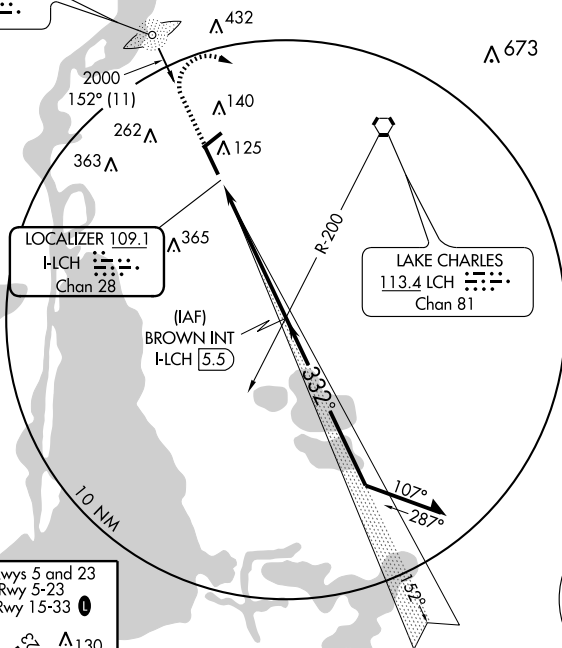 432
673
2000
152° (11)
140
262
125
363
LOCALIZER 109.1
I-LCH
Chan 28
365
R-200
LAKE CHARLES
113.4 LCH
Chan 81
(IAF)
BROWN INT
I-LCH 5.5
332°
107°
287°
10 NM
152°
wys 5 and 23
Rwy 5-23
Rwy 15-33 L
130